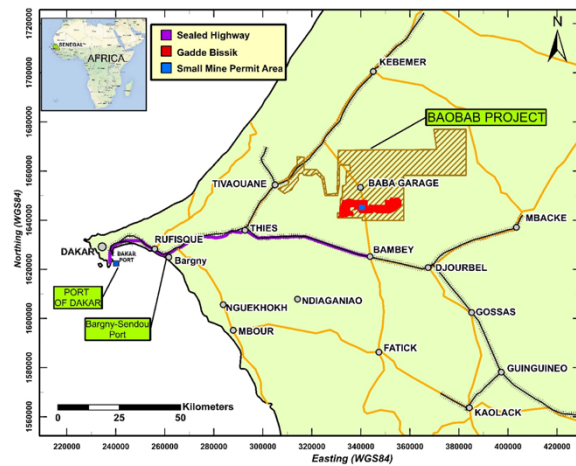 SENEGAL
AFRICA
Sealed Highway
Gadde Bissik
Small Mine Permit Area
N
KEBEMER
BAOBAB PROJECT
TIVAOUANE
BABA GARAGE
THIES
MBACKE
DAKAR
RUFISQUE
DAKAR
PORT
Bargny
BAMBEY
DJOURBEL
PORT
OF DAKAR
Bargny-Sendou
Port
NGUEKHOKH
NDIAGANIAO
GOSSAS
MBOUR
FATICK
GUINGUINEO
KAOLACK
Kilometers
0 12.5 25 50
Northing (WGS84)
1700000
1680000
1660000
1640000
1620000
1600000
1580000
1560000
220000 240000 260000 280000 300000 320000 340000 360000 380000 400000 420000
Easting (WGS84)